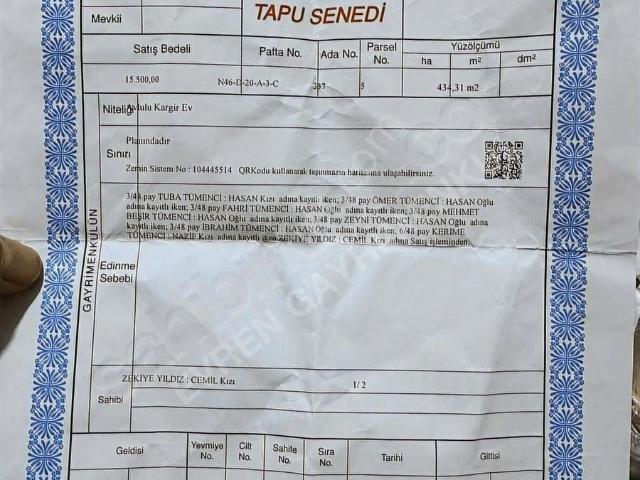 TAPU SENEDİ
Mevkii
Satış Bedeli Pafta No. Ada No. Parsel No. Yüzölçümü
ha m² dm²
15.500,00 N46-D-20-A-3-C 5 434,31 m2
GAYRİMENKULÜN
Niteliği Avlulu Kargir Ev
Planındadır
Sınırı
Zemin Sistem No : 104445514 QRKodu kullanarak taşınmazın haritasına ulaşabilirsiniz.
3/48 pay TUBA TÜMENCİ : HASAN Kızı adına kayıtlı iken; 3/48 pay ÖMER TÜMENCİ : HASAN Oğlu
adına kayıtlı iken; 3/48 pay FAHRİ TÜMENCİ : HASAN Oğlu adına kayıtlı iken; 3/48 pay MEHMET
BEŞİR TÜMENCİ : HASAN Oğlu adına kayıtlı iken; 3/48 pay ZEYNİ TÜMENCİ : HASAN Oğlu adına
kayıtlı iken; 3/48 pay İBRAHİM TÜMENCİ : HASAN Oğlu adına kayıtlı iken; 6/48 pay KERİME
TÜMENCİ : NAZİF Kızı adına kayıtlı iken ZEKİYE YILDIZ : CEMİL Kızı adına Satış işleminden.
Edinme
Sebebi
ZEKİYE YILDIZ : CEMİL Kızı 1/2
Sahibi
Geldisi Yevmiye No. Cilt No. Sahife No. Sıra No. Tarihi Gittisi